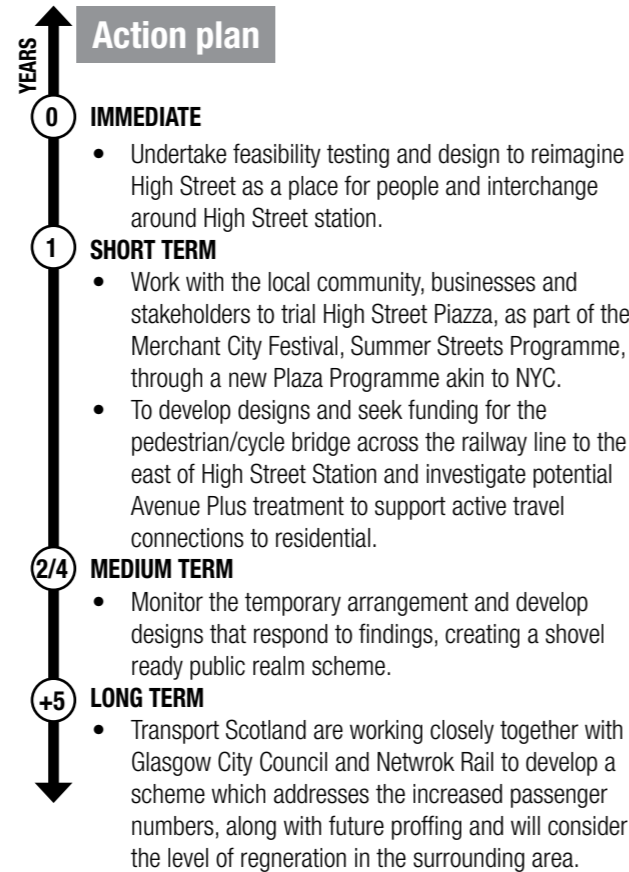 Action plan
YEARS
0
IMMEDIATE
• Undertake feasibility testing and design to reimagine
High Street as a place for people and interchange
around High Street station.
1
SHORT TERM
• Work with the local community, businesses and
stakeholders to trial High Street Piazza, as part of the
Merchant City Festival, Summer Streets Programme,
through a new Plaza Programme akin to NYC.
• To develop designs and seek funding for the
pedestrian/cycle bridge across the railway line to the
east of High Street Station and investigate potential
Avenue Plus treatment to support active travel
connections to residential.
2/4
MEDIUM TERM
• Monitor the temporary arrangement and develop
designs that respond to findings, creating a shovel
ready public realm scheme.
+5
LONG TERM
• Transport Scotland are working closely together with
Glasgow City Council and Netwrok Rail to develop a
scheme which addresses the increased passenger
numbers, along with future proffing and will consider
the level of regneration in the surrounding area.